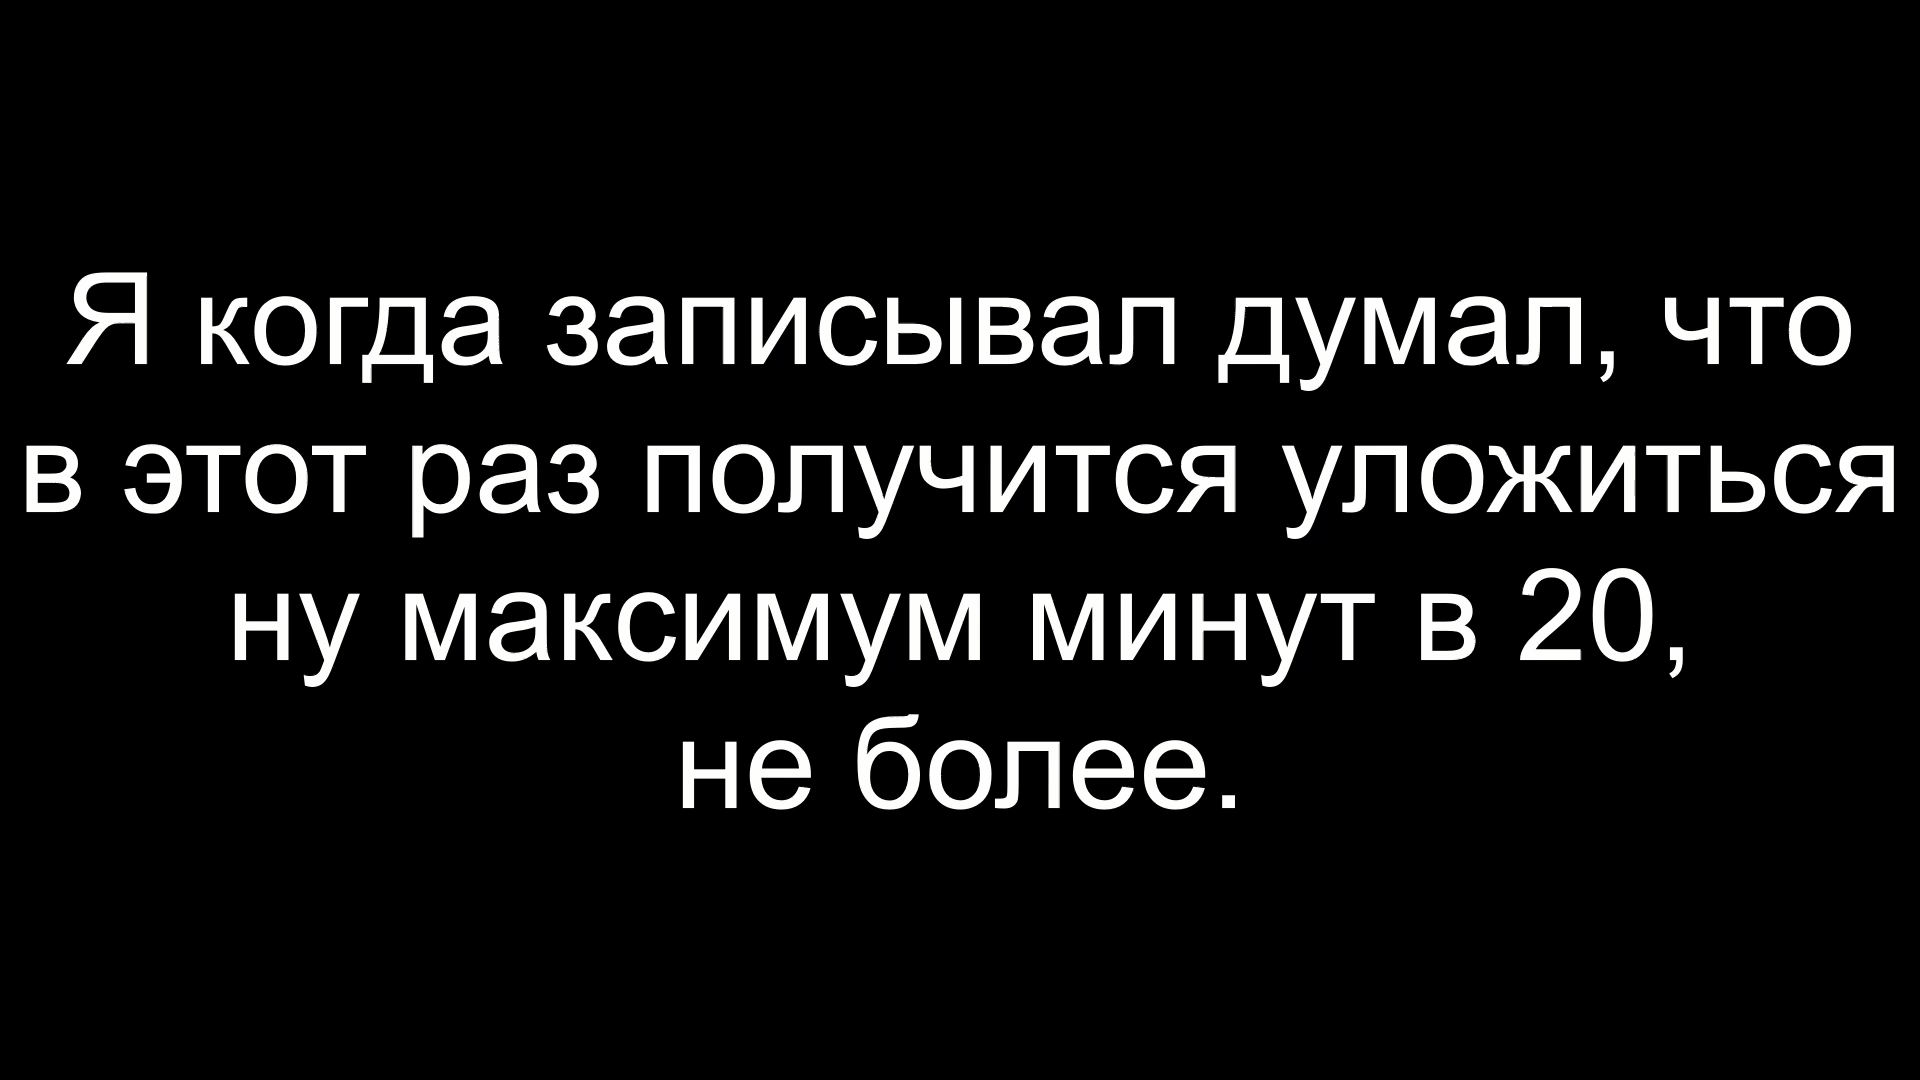 Я когда записывал думал, что
в этот раз получится уложиться
ну максимум минут в 20,
не более.